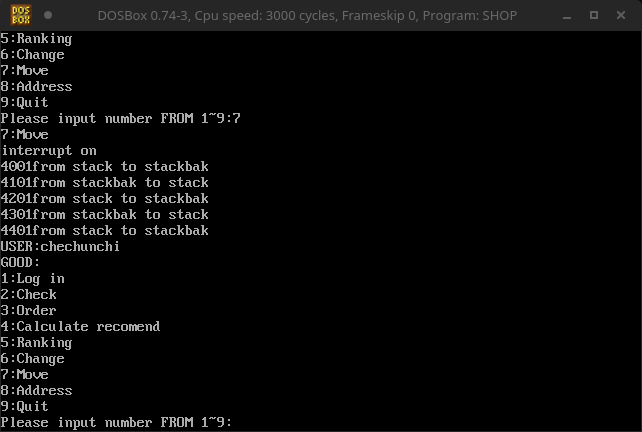 DOS BOX
DOSBox 0.74-3, Cpu speed: 3000 cycles, Frameskip 0, Program: SHOP
5:Ranking
6:Change
7:Move
8:Address
9:Quit
Please input number FROM 1~9:7
7:Move
interrupt on
4001from stack to stackbak
4101from stackbak to stack
4201from stack to stackbak
4301from stackbak to stack
4401from stack to stackbak
USER:chechunchi
GOOD:
1:Log in
2:Check
3:Order
4:Calculate recomend
5:Ranking
6:Change
7:Move
8:Address
9:Quit
Please input number FROM 1~9: